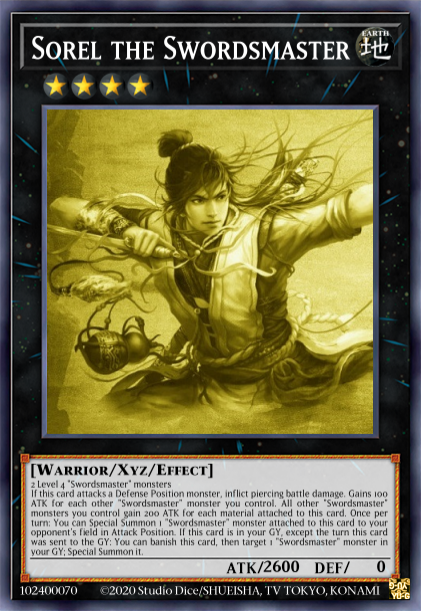 SOREL THE SWORDSMASTER
EARTH
地
[WARRIOR/XYZ/EFFECT]
2 Level 4 "Swordsmaster" monsters
If this card attacks a Defense Position monster, inflict piercing battle damage. Gains 100
ATK for each other "Swordsmaster" monster you control. All other "Swordsmaster"
monsters you control gain 200 ATK for each material attached to this card. Once per
turn: You can Special Summon 1 "Swordsmaster" monster attached to this card to your
opponent's field in Attack Position. If this card is in your GY, except the turn this card
was sent to the GY: You can banish this card, then target 1 "Swordsmaster" monster in
your GY; Special Summon it.
ATK/2600 DEF/ 0
102400070 ©2020 Studio Dice/SHUEISHA, TV TOKYO, KONAMI